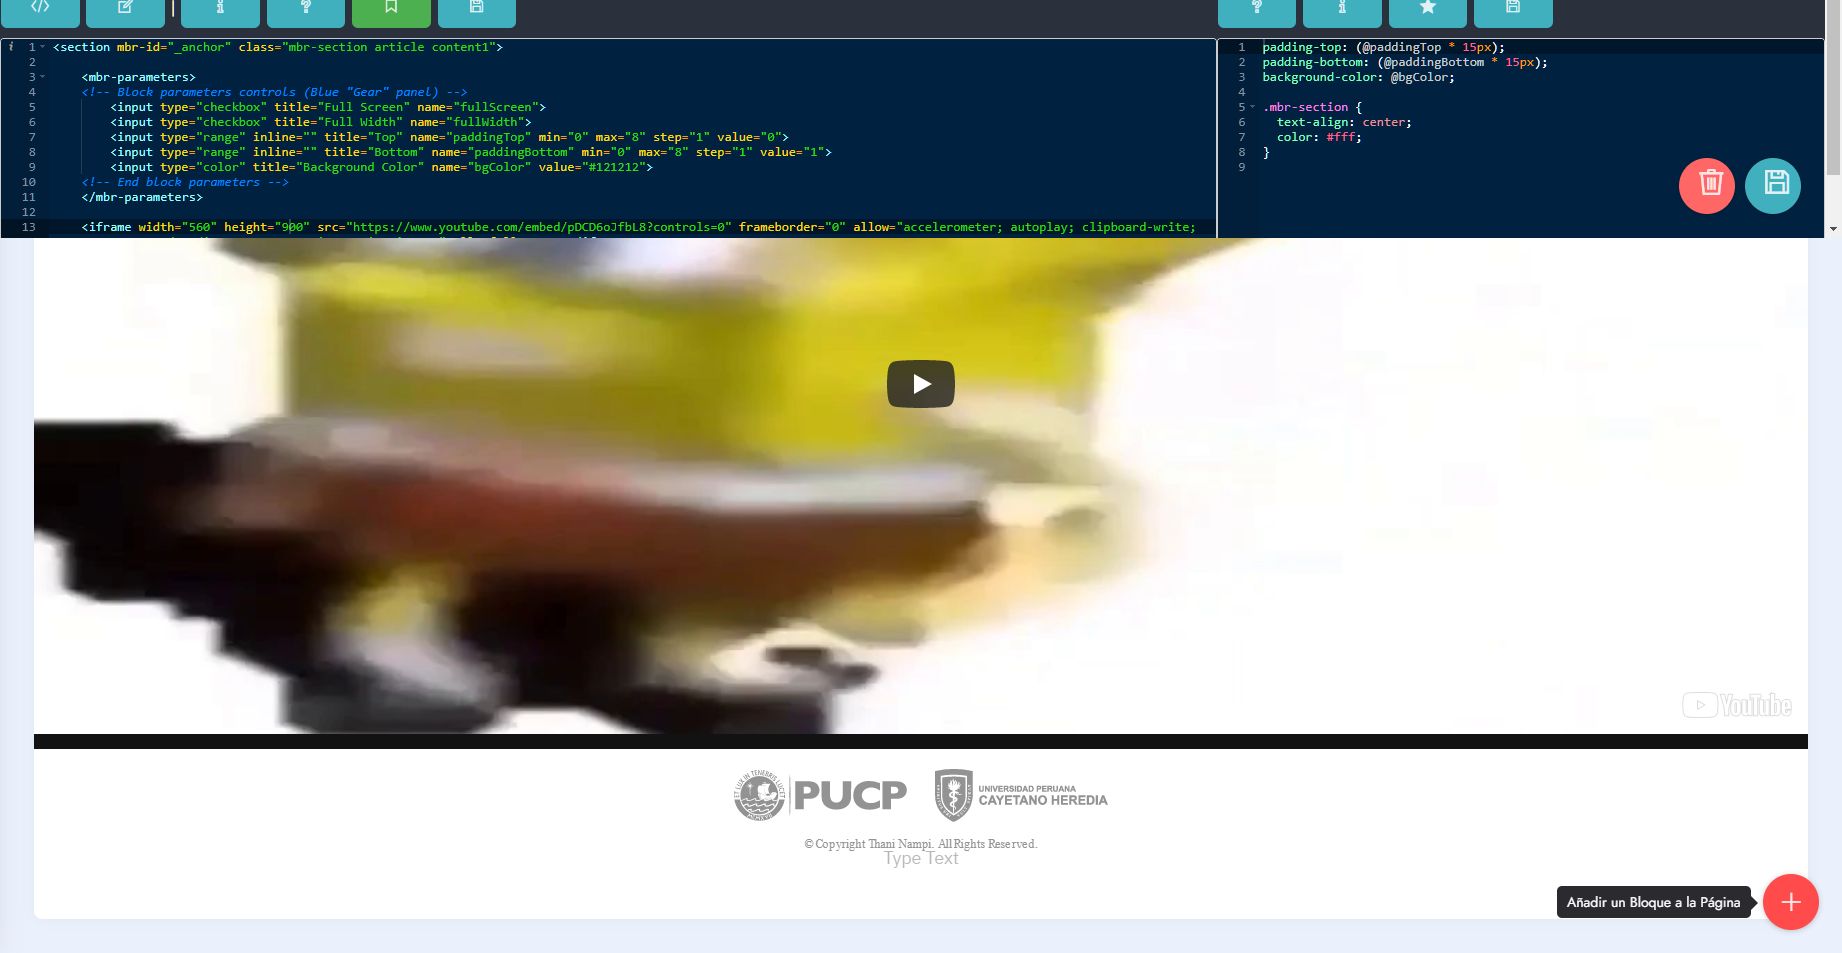 1 <section mbr-id="_anchor" class="mbr-section article content1">
2
3 <mbr-parameters>
4 <!-- Block parameters controls (Blue "Gear" panel) -->
5 <input type="checkbox" title="Full Screen" name="fullScreen">
6 <input type="checkbox" title="Full Width" name="fullWidth">
7 <input type="range" inline="" title="Top" name="paddingTop" min="0" max="8" step="1" value="0">
8 <input type="range" inline="" title="Bottom" name="paddingBottom" min="0" max="8" step="1" value="1">
9 <input type="color" title="Background Color" name="bgColor" value="#121212">
10 <!-- End block parameters -->
11 </mbr-parameters>
12
13 <iframe width="560" height="900" src="https://www.youtube.com/embed/pDCD6oJfbL8?controls=0" frameborder="0" allow="accelerometer; autoplay; clipboard-write;
1 padding-top: (@paddingTop * 15px);
2 padding-bottom: (@paddingBottom * 15px);
3 background-color: @bgColor;
4
5 .mbr-section {
6 text-align: center;
7 color: #fff;
8 }
9
YouTube
ET LUX IN TENEBRIS LUCET
MCMXVII
PUCP
UNIVERSIDAD PERUANA
CAYETANO HEREDIA
© Copyright Thani Nampi. All Rights Reserved.
Type Text
Añadir un Bloque a la Página